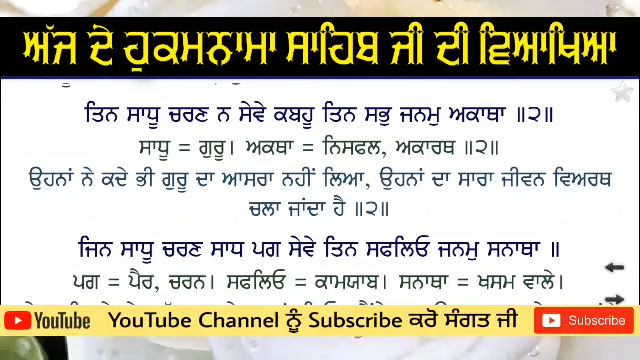 ਅੱਜ ਦੇ ਹੁਕਮਨਾਮਾ ਸਾਹਿਬ ਜੀ ਦੀ ਵਿਆਖਿਆ
ਤਿਨ ਸਾਧੂ ਚਰਣ ਨ ਸੇਵੇ ਕਬਹੂ ਤਿਨ ਸਭੁ ਜਨਮੁ ਅਕਾਥਾ ॥੨॥
ਸਾਧੂ = ਗੁਰੂ। ਅਕਥਾ = ਨਿਸਫਲ, ਅਕਾਰਥ ॥੨॥
ਉਹਨਾਂ ਨੇ ਕਦੇ ਭੀ ਗੁਰੂ ਦਾ ਆਸਰਾ ਨਹੀਂ ਲਿਆ, ਉਹਨਾਂ ਦਾ ਸਾਰਾ ਜੀਵਨ ਵਿਅਰਥ
ਚਲਾ ਜਾਂਦਾ ਹੈ ॥੨॥
ਜਿਨ ਸਾਧੂ ਚਰਣ ਸਾਧ ਪਗ ਸੇਵੇ ਤਿਨ ਸਫਲਿਓ ਜਨਮੁ ਸਨਾਥਾ ॥
ਪਗ = ਪੈਰ, ਚਰਨ। ਸਫਲਿਓ = ਕਾਮਯਾਬ। ਸਨਾਥਾ = ਖਸਮ ਵਾਲੇ।
YouTube YouTube Channel ਨੂੰ Subscribe ਕਰੋ ਸੰਗਤ ਜੀ Subscribe